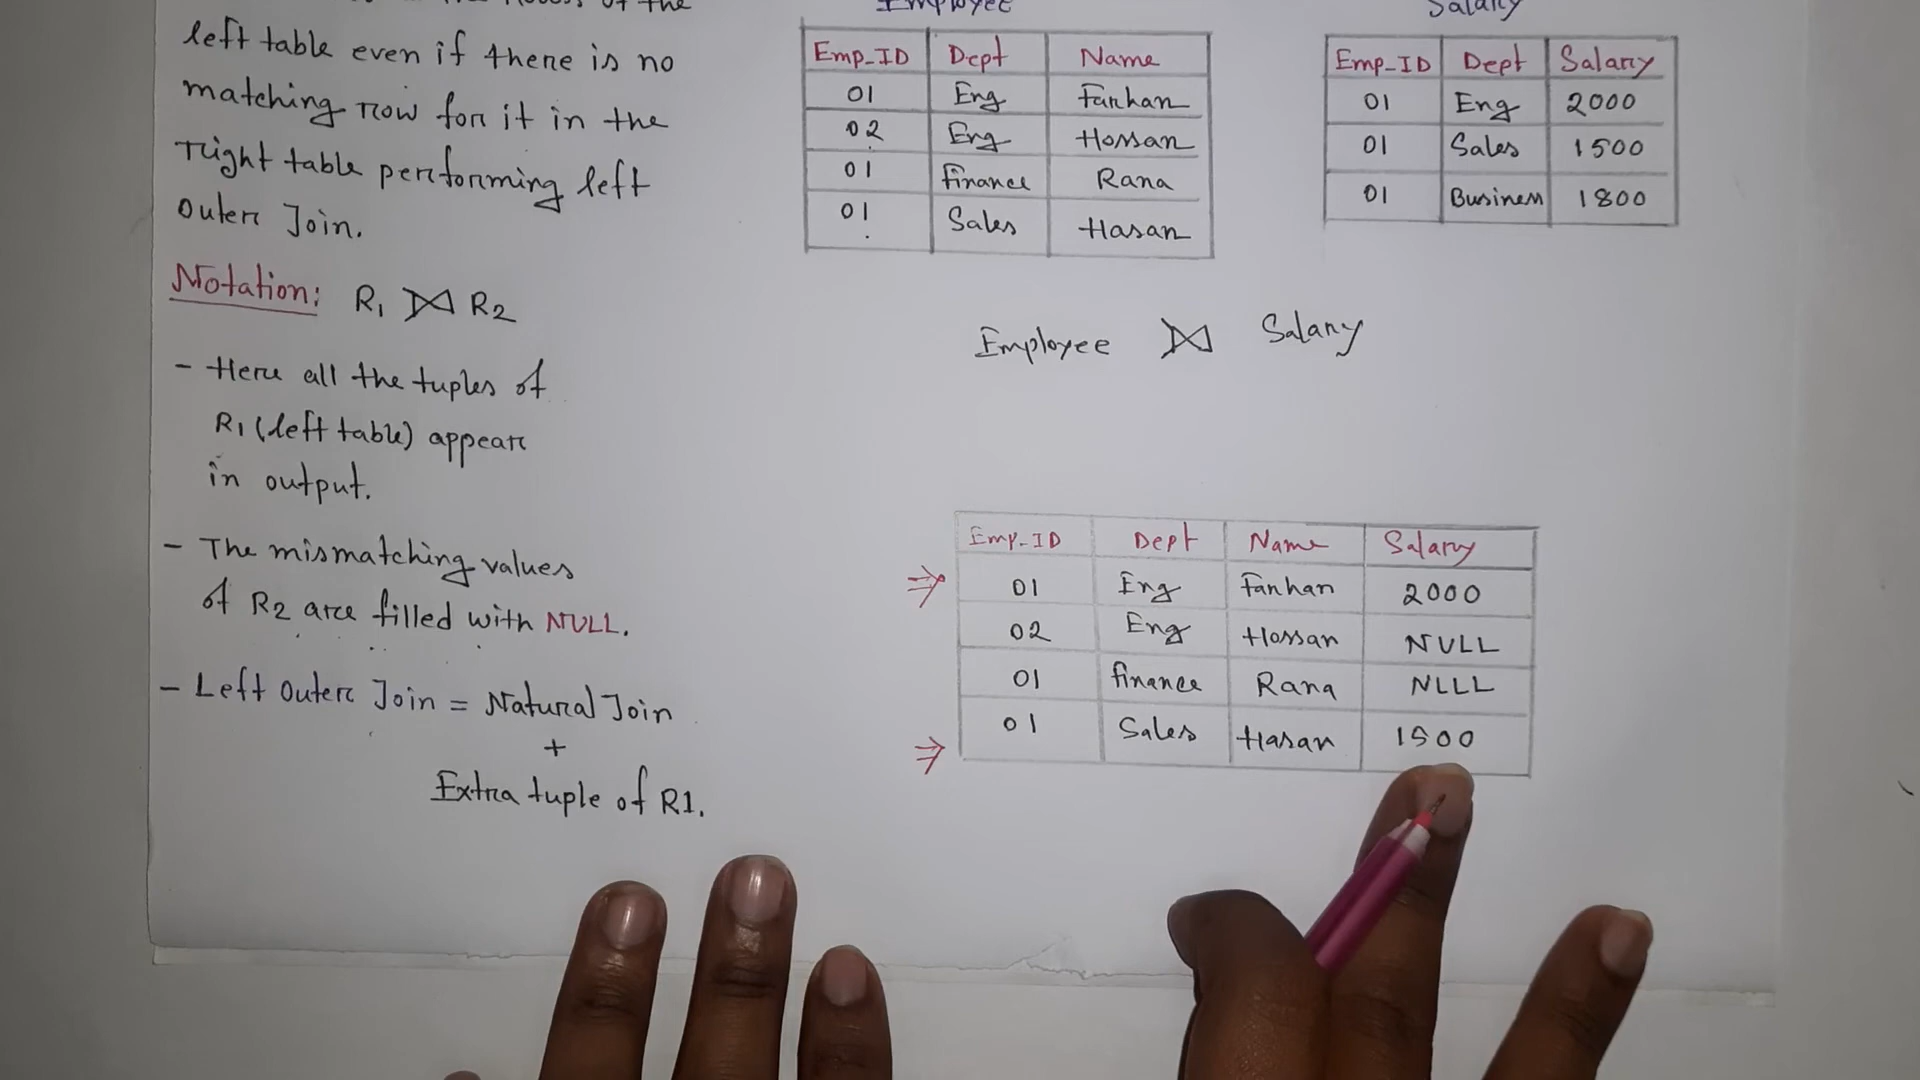 of the
left table even if there is no
matching row for it in the
right table performing left
outer Join.
Notation: R1 ⟕ R2
- Here all the tuples of
R1 (left table) appear
in output.
- The mismatching values
of R2 are filled with NULL.
- Left Outer Join = Natural Join
+
Extra tuple of R1.
Employee
Emp_ID Dept Name
01 Eng Farhan
02 Eng Hossan
01 finance Rana
01 Sales Hasan
Salary
Emp_ID Dept Salary
01 Eng 2000
01 Sales 1500
01 Business 1800
Employee ⟕ Salary
Emp_ID Dept Name Salary
⇒ 01 Eng Farhan 2000
02 Eng Hossan NULL
01 finance Rana NLLL
⇒ 01 Sales Hasan 1500